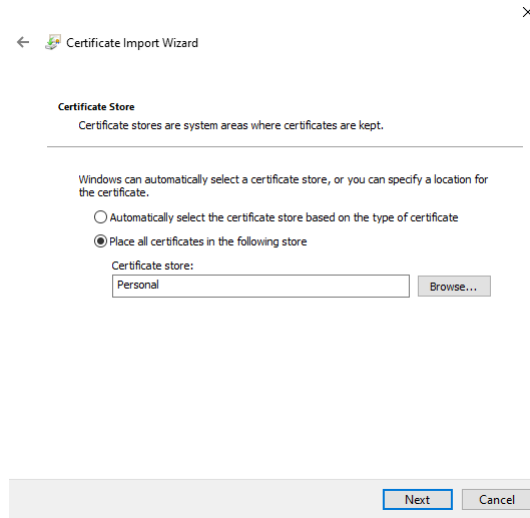 Certificate Import Wizard
Certificate Store
Certificate stores are system areas where certificates are kept.
Windows can automatically select a certificate store, or you can specify a location for
the certificate.
Automatically select the certificate store based on the type of certificate
Place all certificates in the following store
Certificate store:
Personal
Browse...
Next
Cancel